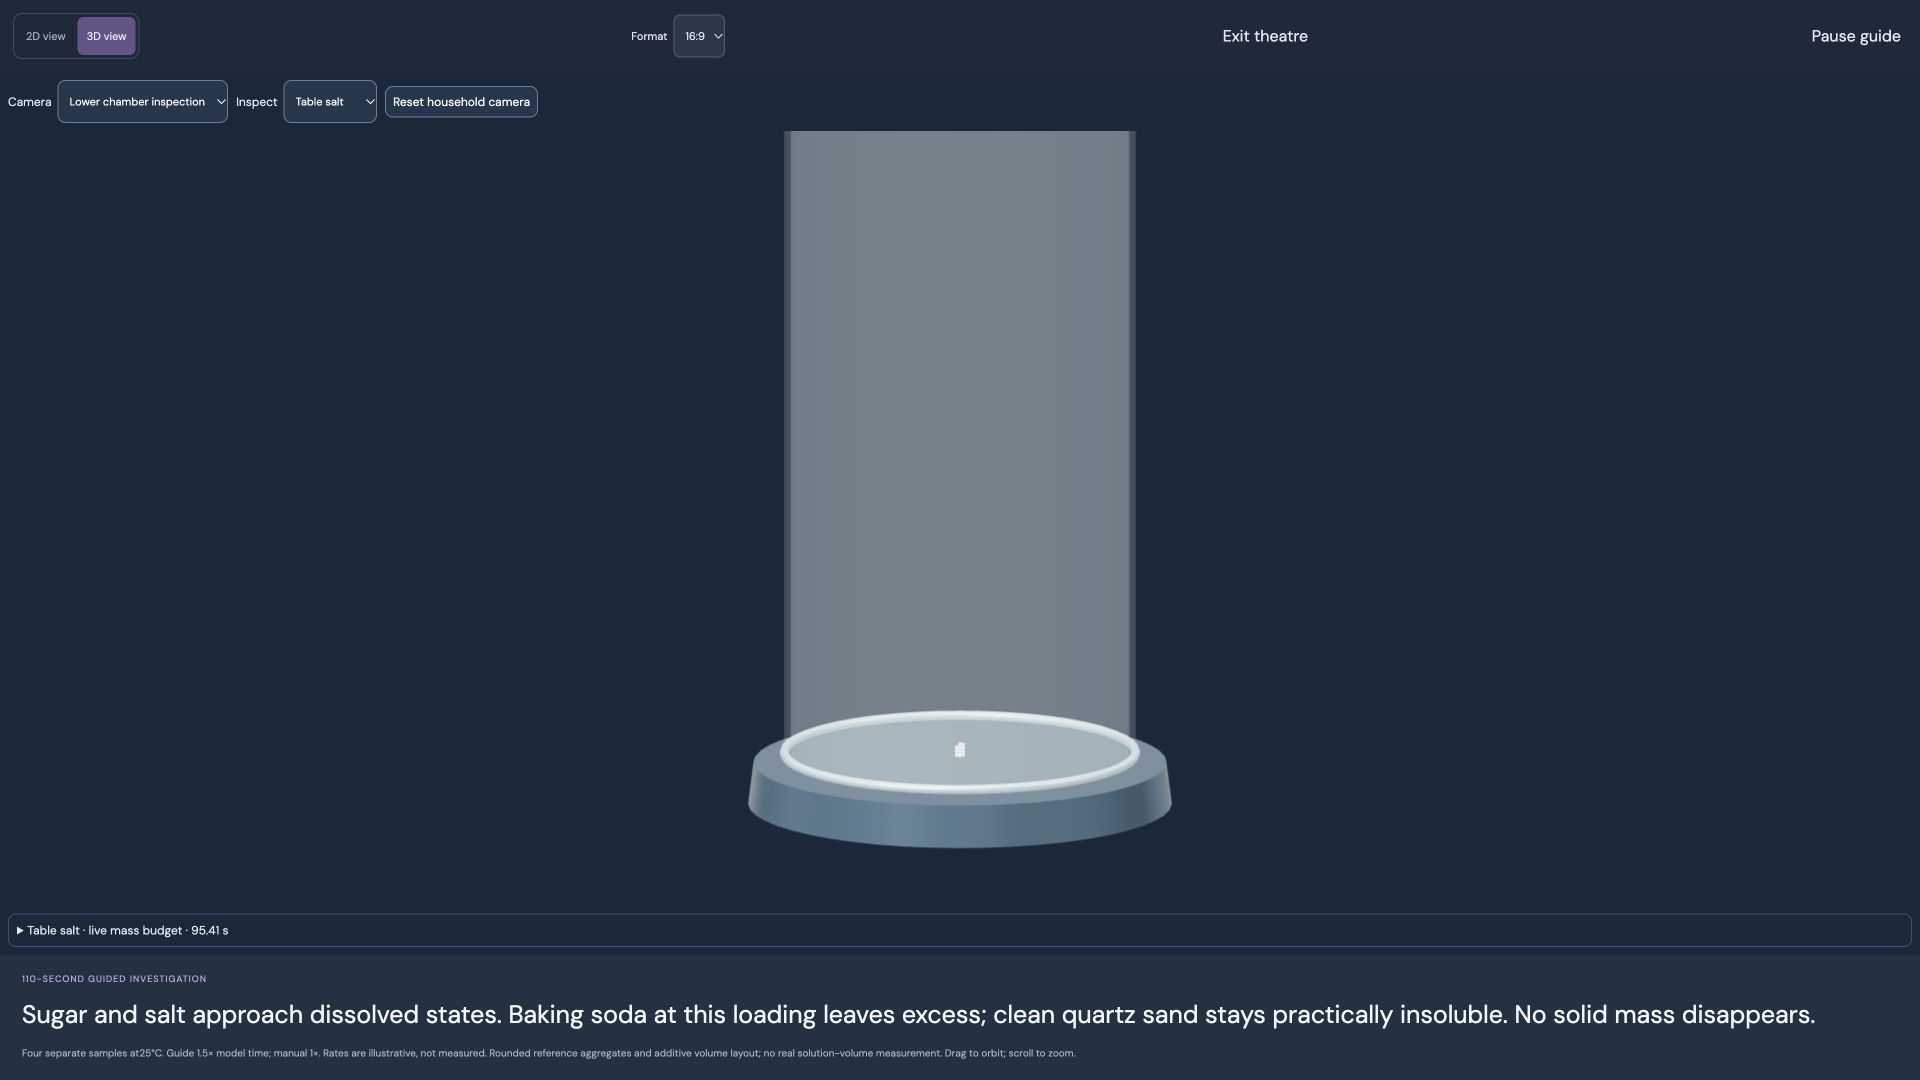 2D view 3D view Format 16:9 Exit theatre Pause guide
Camera Lower chamber inspection Inspect Table salt Reset household camera
Table salt · live mass budget · 95.41 s
110-SECOND GUIDED INVESTIGATION
Sugar and salt approach dissolved states. Baking soda at this loading leaves excess; clean quartz sand stays practically insoluble. No solid mass disappears.
Four separate samples at25°C. Guide 1.5× model time; manual 1×. Rates are illustrative, not measured. Rounded reference aggregates and additive volume layout; no real solution-volume measurement. Drag to orbit; scroll to zoom.